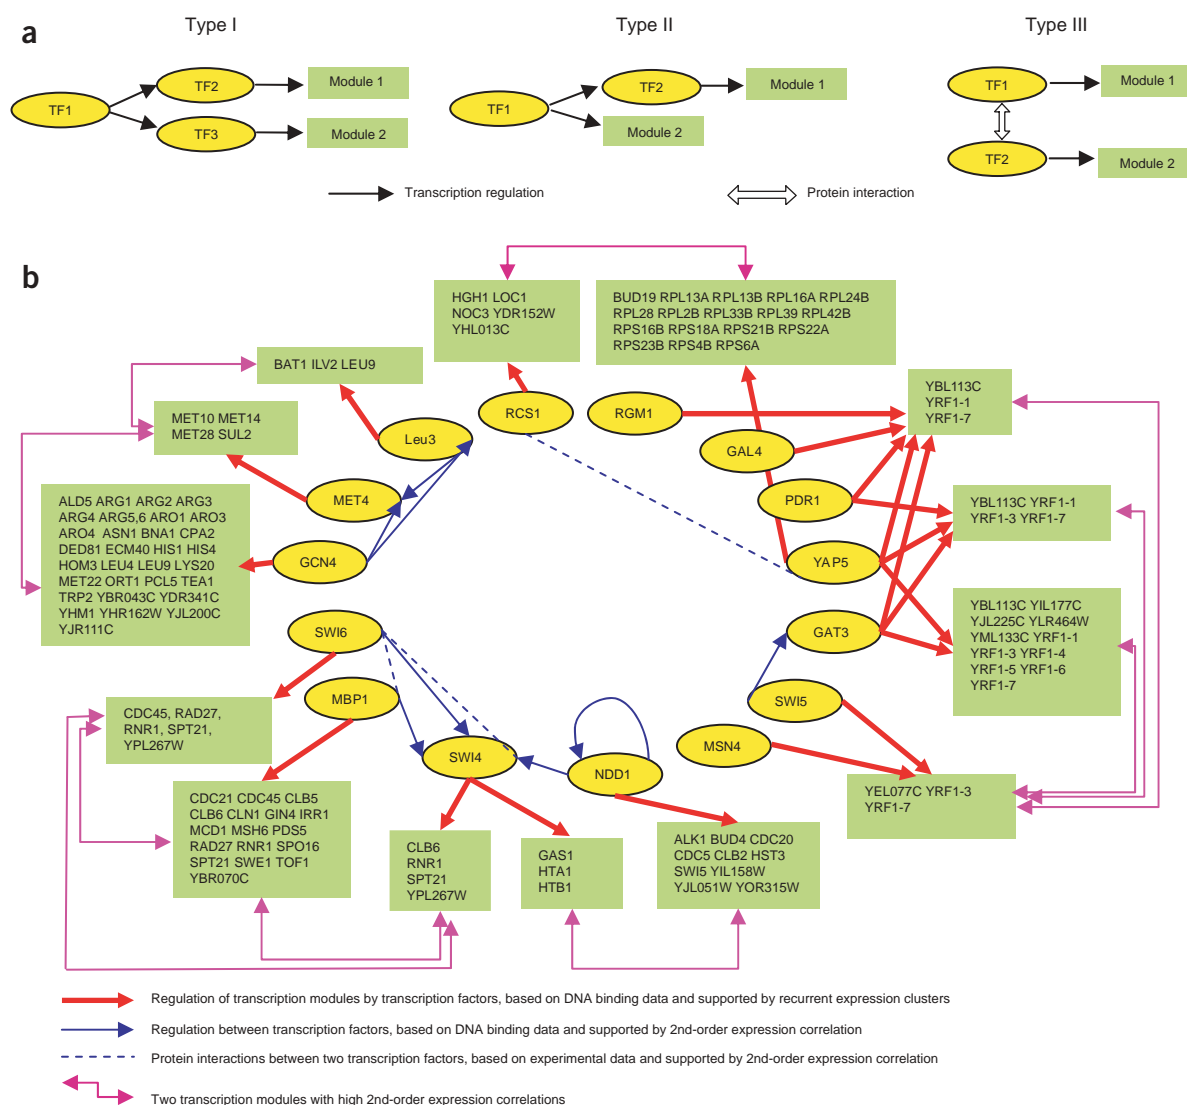 a
Type I
Type II
Type III
TF1
TF2
TF3
Module 1
Module 2
TF1
TF2
Module 1
Module 2
TF1
TF2
Module 1
Module 2
Transcription regulation
Protein interaction
b
HGH1 LOC1
NOC3 YDR152W
YHL013C
BUD19 RPL13A RPL13B RPL16A RPL24B
RPL28 RPL2B RPL33B RPL39 RPL42B
RPS16B RPS18A RPS21B RPS22A
RPS23B RPS4B RPS6A
BAT1 ILV2 LEU9
YBL113C
YRF1-1
YRF1-7
MET10 MET14
MET28 SUL2
Leu3
RCS1
RGM1
GAL4
MET4
PDR1
YBL113C YRF1-1
YRF1-3 YRF1-7
ALD5 ARG1 ARG2 ARG3
ARG4 ARG5,6 ARO1 ARO3
ARO4 ASN1 BNA1 CPA2
DED81 ECM40 HIS1 HIS4
HOM3 LEU4 LEU9 LYS20
MET22 ORT1 PCL5 TEA1
TRP2 YBR043C YDR341C
YHM1 YHR162W YJL200C
YJR111C
GCN4
YAP5
SWI6
GAT3
YBL113C YIL177C
YJL225C YLR464W
YML133C YRF1-1
YRF1-3 YRF1-4
YRF1-5 YRF1-6
YRF1-7
MBP1
SWI5
CDC45, RAD27,
RNR1, SPT21,
YPL267W
SWI4
NDD1
MSN4
YEL077C YRF1-3
YRF1-7
CDC21 CDC45 CLB5
CLB6 CLN1 GIN4 IRR1
MCD1 MSH6 PDS5
RAD27 RNR1 SPO16
SPT21 SWE1 TOF1
YBR070C
CLB6
RNR1
SPT21
YPL267W
GAS1
HTA1
HTB1
ALK1 BUD4 CDC20
CDC5 CLB2 HST3
SWI5 YIL158W
YJL051W YOR315W
Regulation of transcription modules by transcription factors, based on DNA binding data and supported by recurrent expression clusters
Regulation between transcription factors, based on DNA binding data and supported by 2nd-order expression correlation
Protein interactions between two transcription factors, based on experimental data and supported by 2nd-order expression correlation
Two transcription modules with high 2nd-order expression correlations